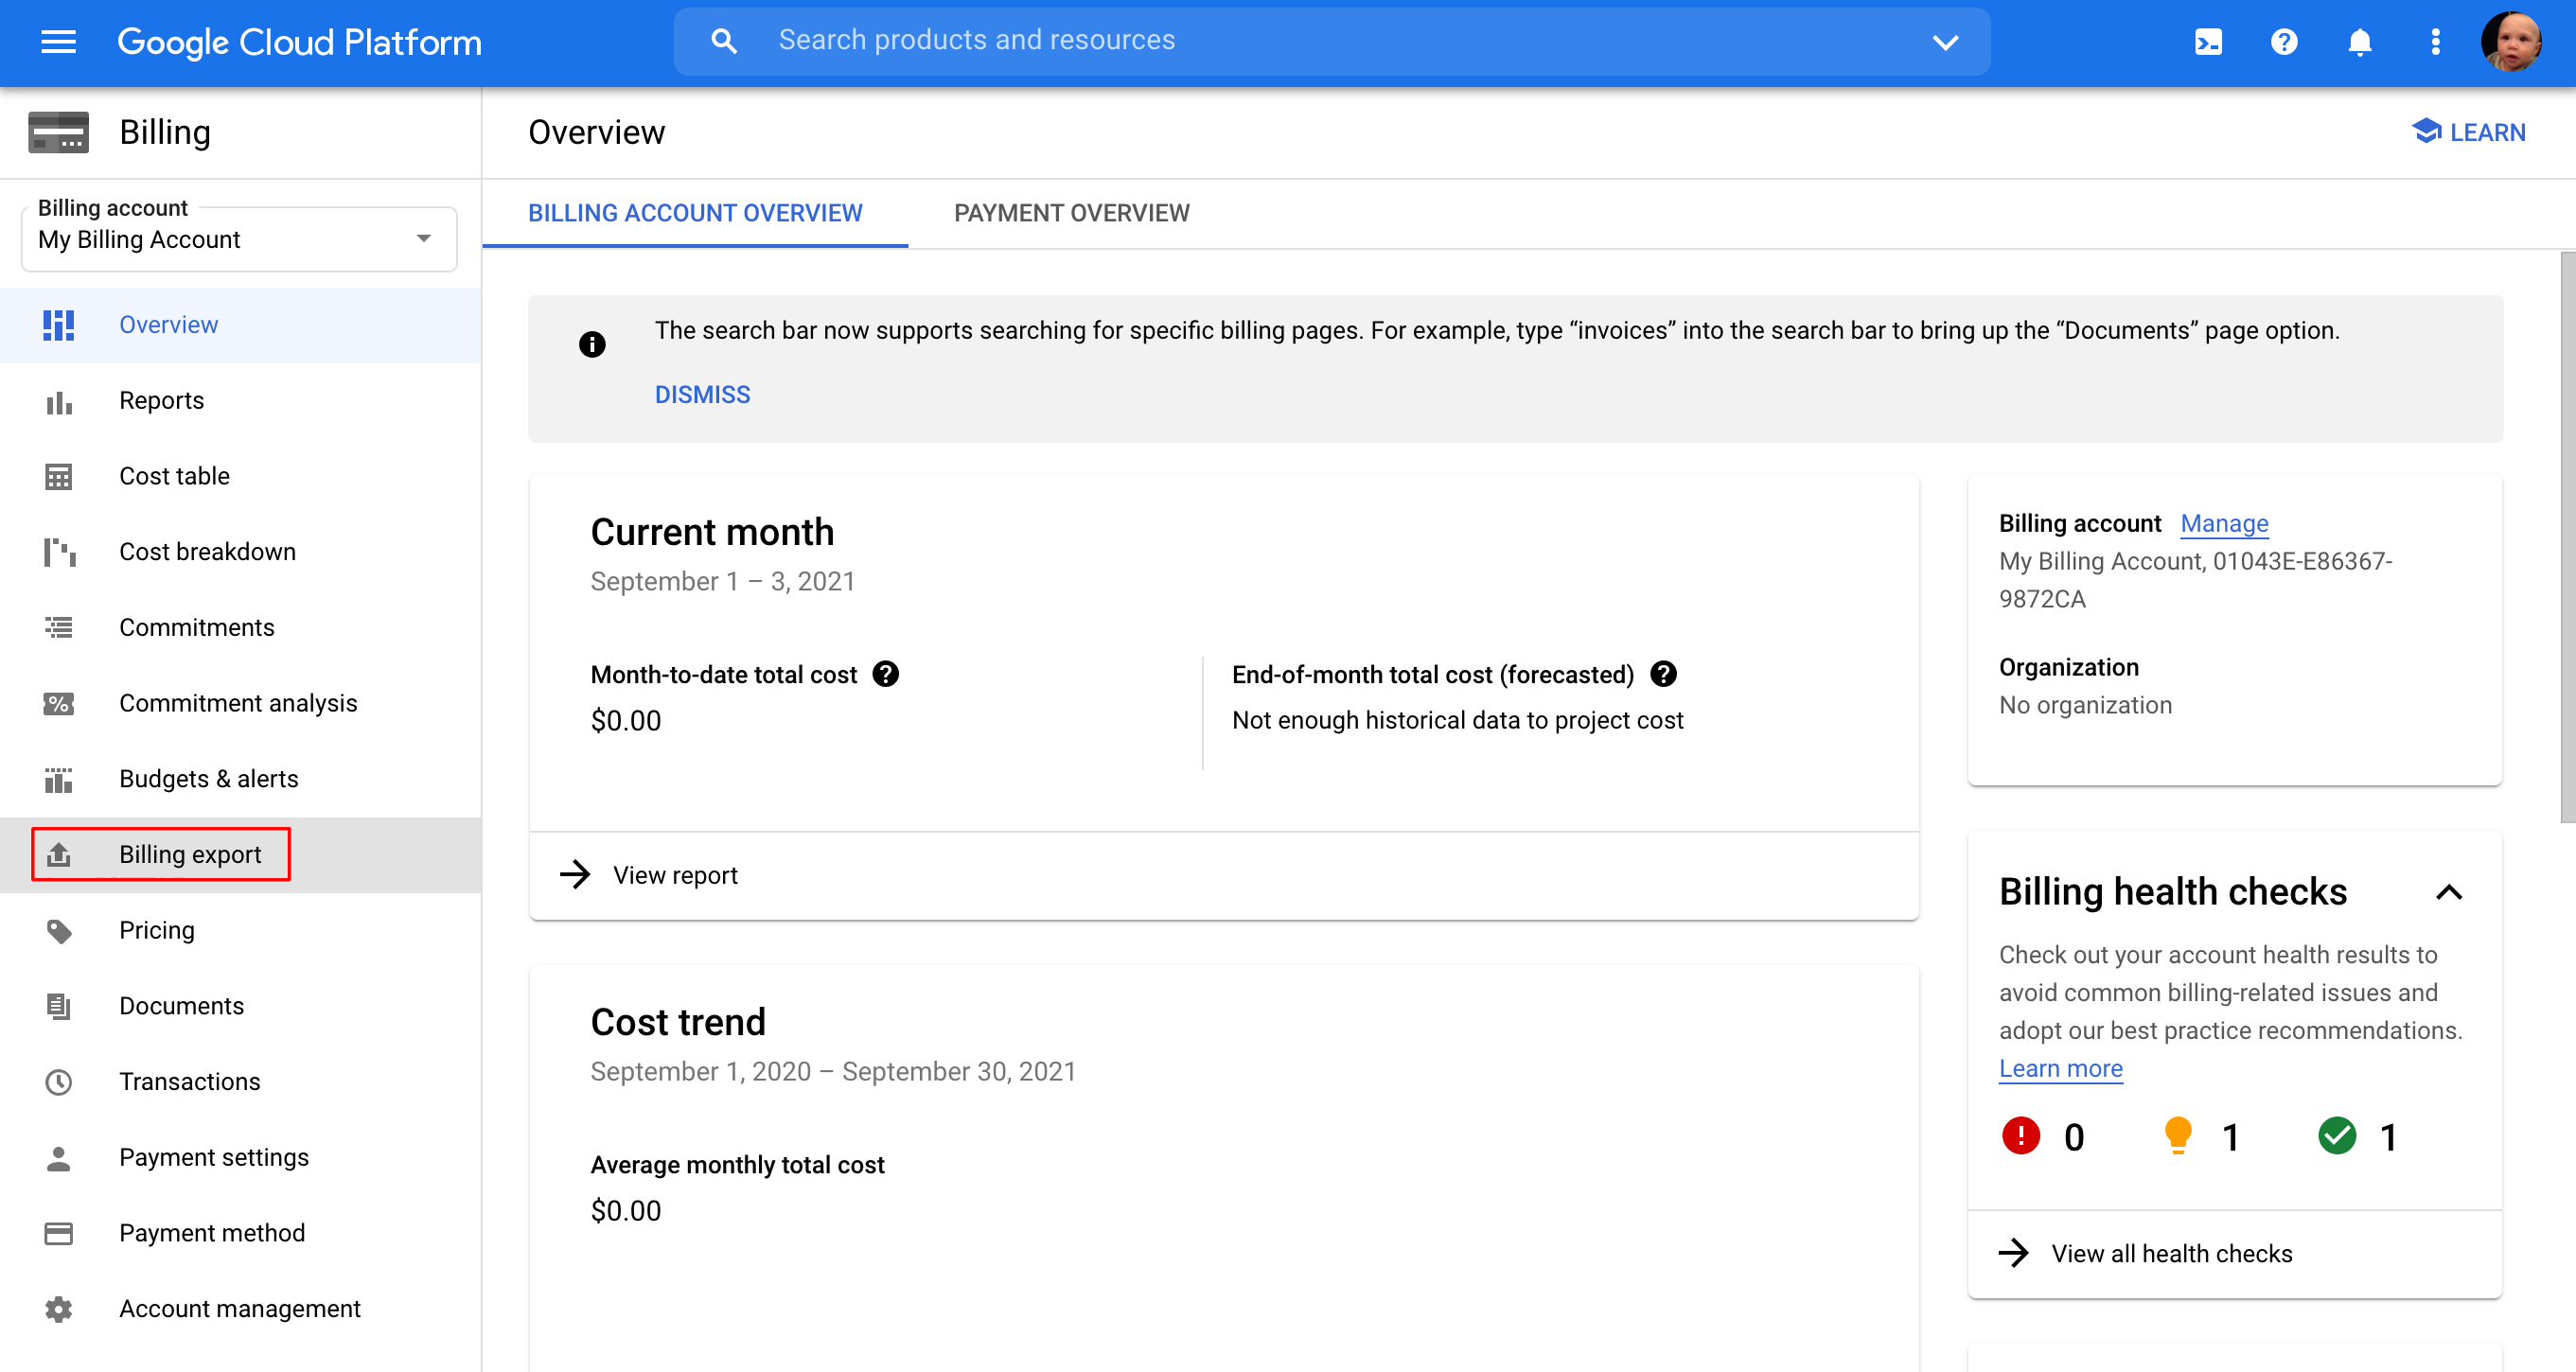 Google Cloud Platform
Search products and resources
Billing
Overview
LEARN
Billing account
My Billing Account
BILLING ACCOUNT OVERVIEW
PAYMENT OVERVIEW
Overview
Reports
Cost table
Cost breakdown
Commitments
Commitment analysis
Budgets & alerts
Billing export
Pricing
Documents
Transactions
Payment settings
Payment method
Account management
The search bar now supports searching for specific billing pages. For example, type “invoices” into the search bar to bring up the “Documents” page option.
DISMISS
Current month
September 1 – 3, 2021
Month-to-date total cost
$0.00
End-of-month total cost (forecasted)
Not enough historical data to project cost
View report
Cost trend
September 1, 2020 – September 30, 2021
Average monthly total cost
$0.00
Billing account Manage
My Billing Account, 01043E-E86367-
9872CA
Organization
No organization
Billing health checks
Check out your account health results to
avoid common billing-related issues and
adopt our best practice recommendations.
Learn more
0 1 1
View all health checks